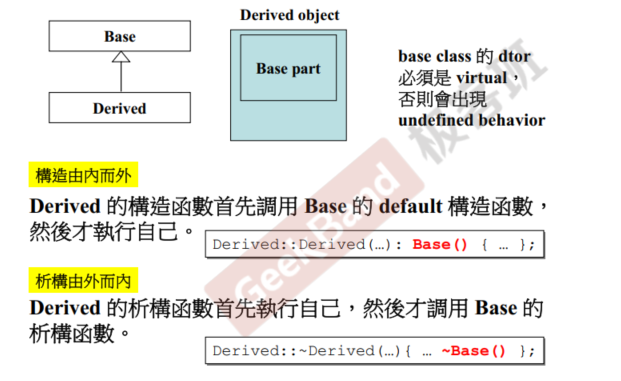 Base
Derived
Derived object
Base part
base class 的 dtor
必須是 virtual，
否則會出現
undefined behavior
構造由內而外
Derived 的構造函數首先調用 Base 的 default 構造函數，
然後才執行自己。
Derived::Derived(…): Base() { … };
析構由外而內
Derived 的析構函數首先執行自己，然後才調用 Base 的
析構函數。
Derived::~Derived(…){ … ~Base() };
GeekBand 极客班